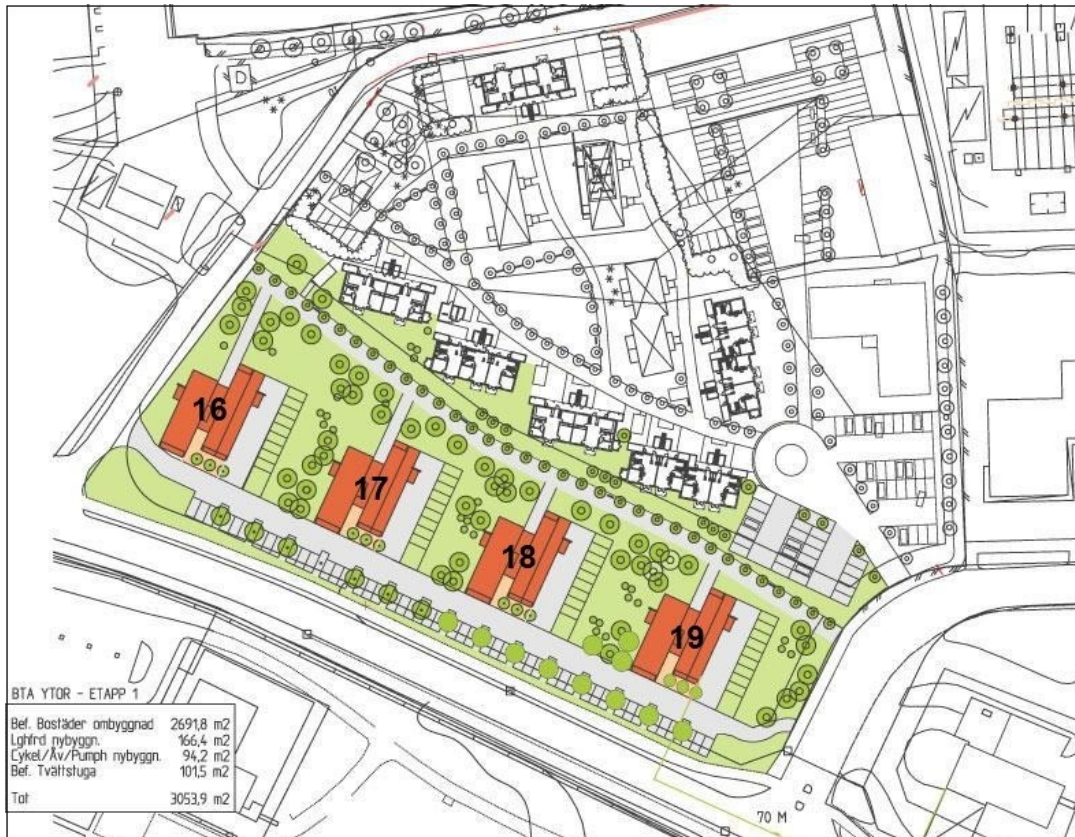 D
16
17
18
19
BTA YTOR - ETAPP 1
Bef. Bostäder ombyggnad 2691,8 m2
Lghfrd nybyggn. 166,4 m2
Cykel/Åv/Pumph nybyggn. 94,2 m2
Bef. Tvättstuga 101,5 m2
Tot 3053,9 m2
70 M